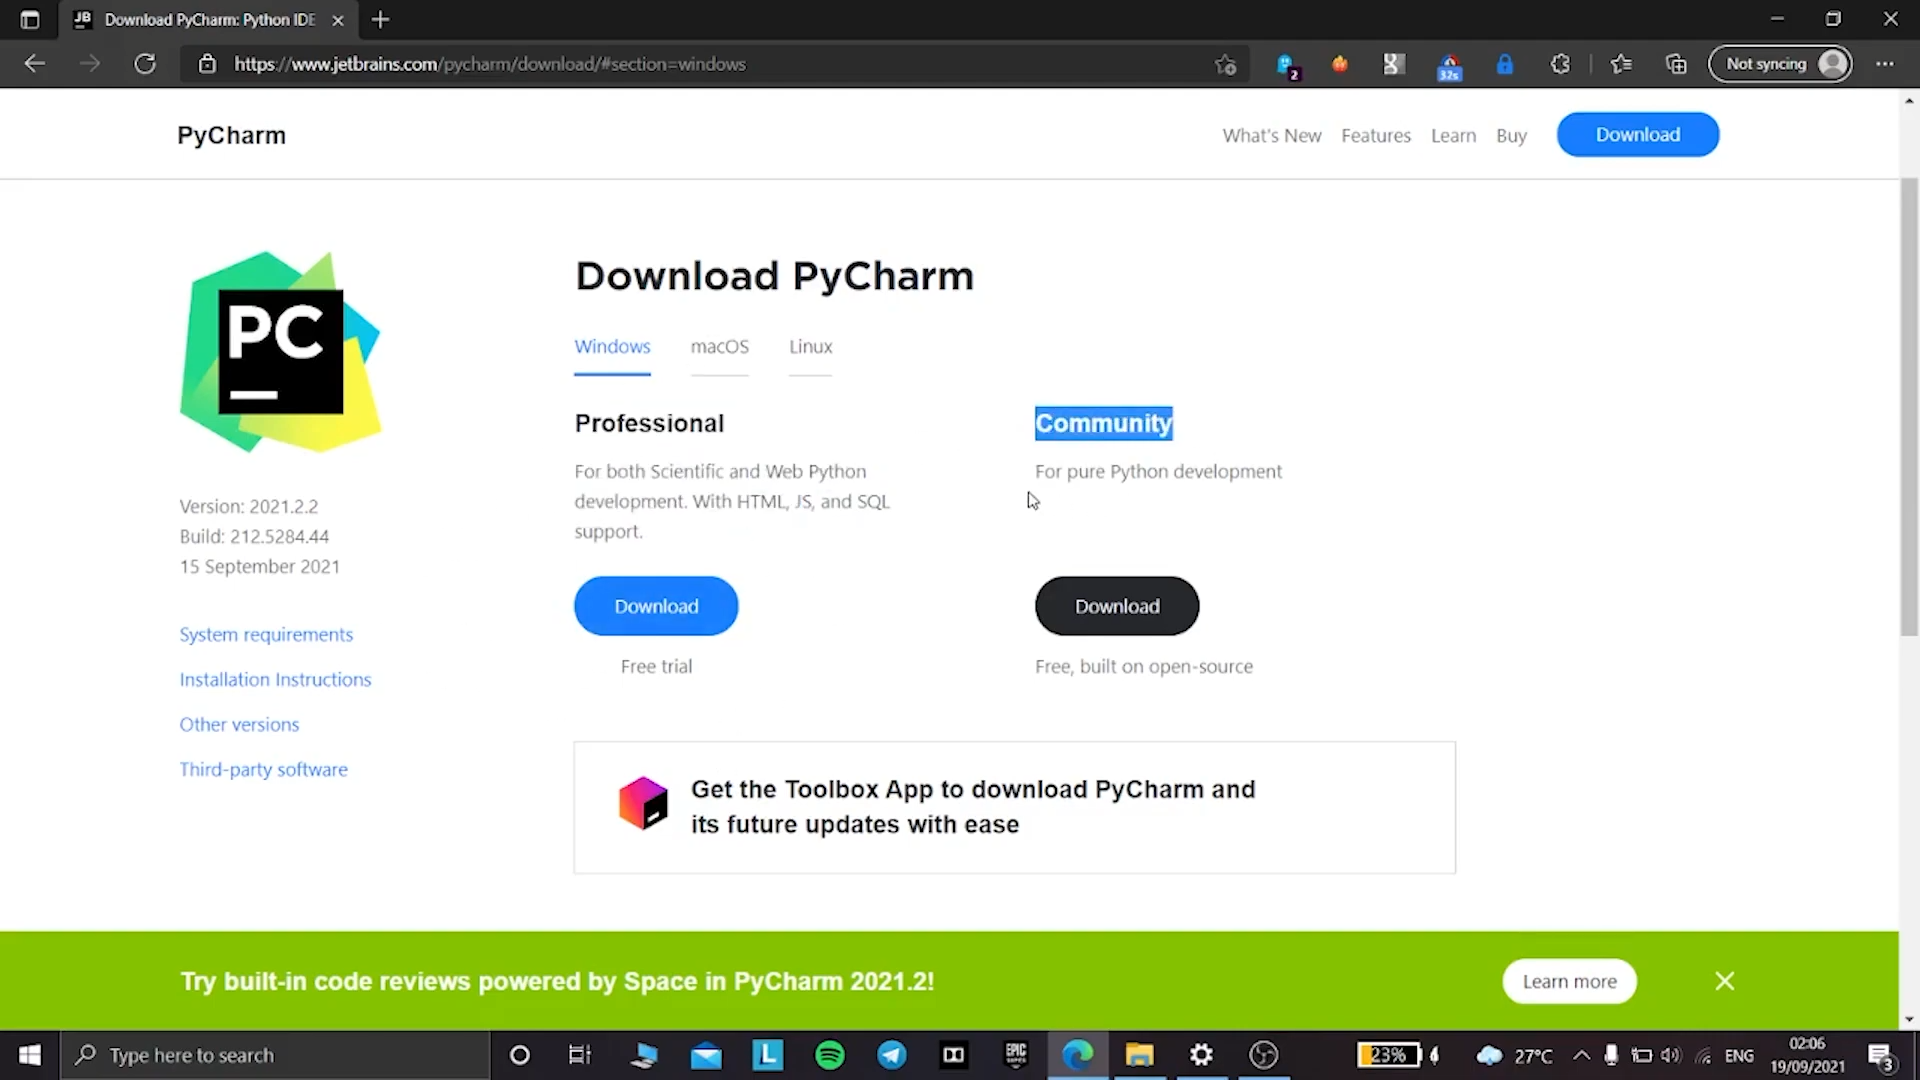 JB Download PyCharm: Python IDE
https://www.jetbrains.com/pycharm/download/#section=windows
2
32s
Not syncing
PyCharm
What's New Features Learn Buy Download
PC
Download PyCharm
Windows macOS Linux
Professional
For both Scientific and Web Python
development. With HTML, JS, and SQL
support.
Download
Free trial
Community
For pure Python development
Download
Free, built on open-source
Version: 2021.2.2
Build: 212.5284.44
15 September 2021
System requirements
Installation Instructions
Other versions
Third-party software
Get the Toolbox App to download PyCharm and
its future updates with ease
Try built-in code reviews powered by Space in PyCharm 2021.2!
Learn more
Type here to search
L
EPIC
GAMES
23%
27°C
ENG
02:06
19/09/2021
3